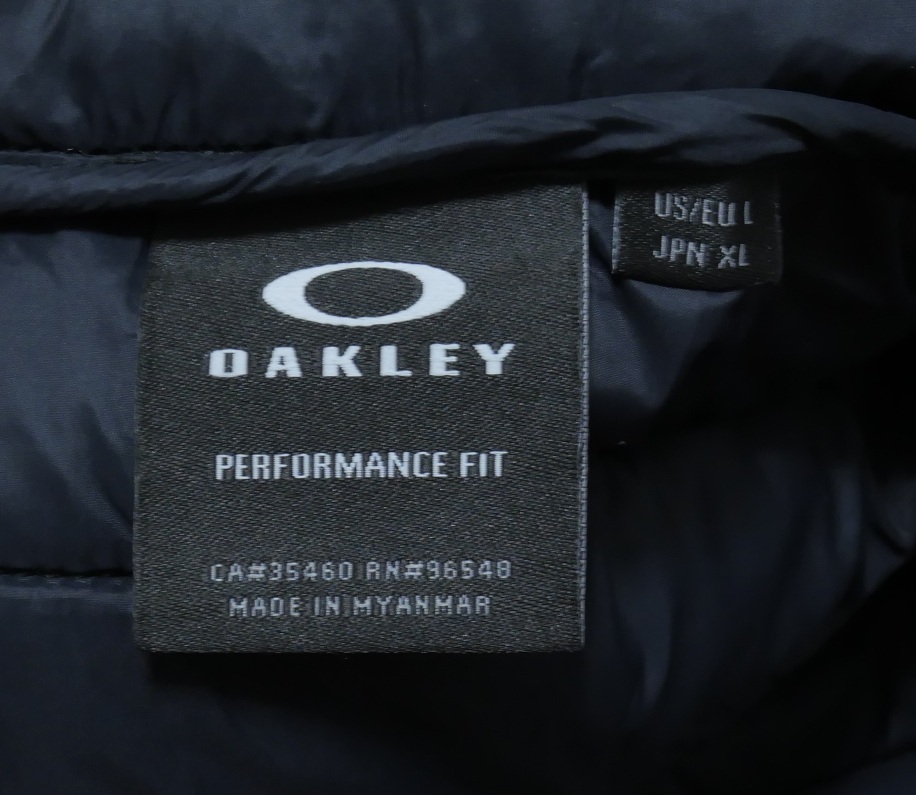 US/EU L
JPN XL
OAKLEY
PERFORMANCE FIT
CA#35460 RN#96548
MADE IN MYANMAR